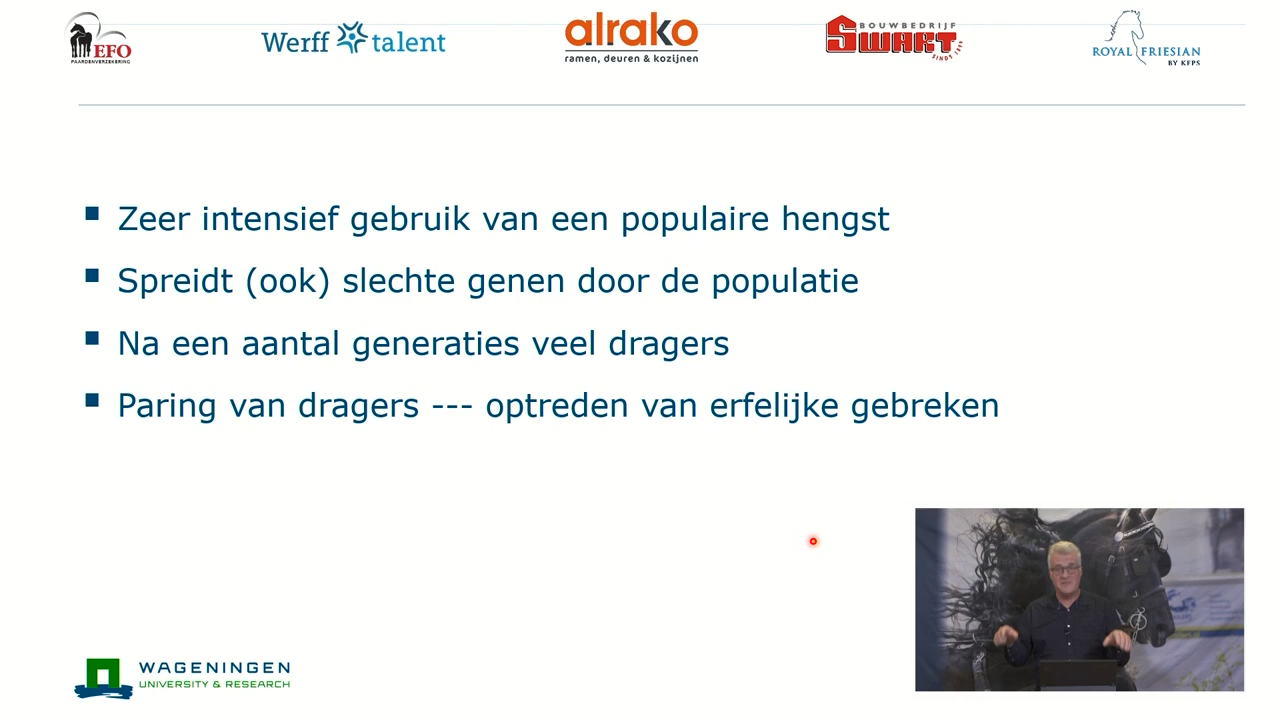 EFO
PAARDENVERZEKERING
Werff talent
alrako
ramen, deuren & kozijnen
BOUWBEDRIJF
SWART
SINDS 1889
ROYAL FRIESIAN
BY KFPS
▪ Zeer intensief gebruik van een populaire hengst
▪ Spreidt (ook) slechte genen door de populatie
▪ Na een aantal generaties veel dragers
▪ Paring van dragers --- optreden van erfelijke gebreken
WAGENINGEN
UNIVERSITY & RESEARCH